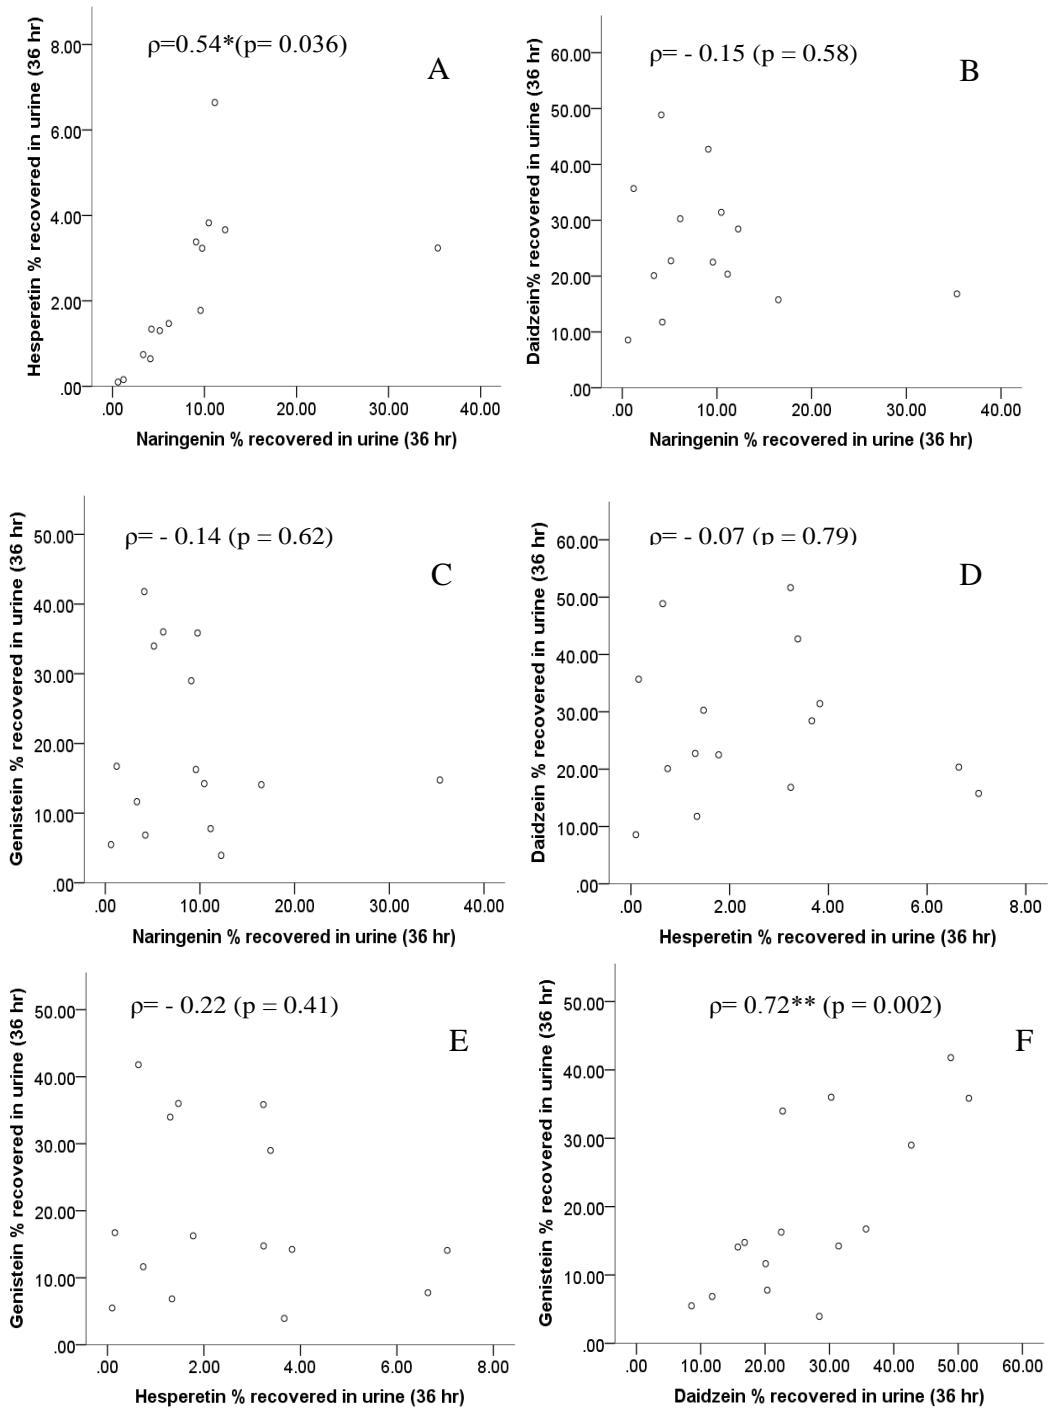 ρ=0.54*(p= 0.036)
A
Hesperetin % recovered in urine (36 hr)
8.00
6.00
4.00
2.00
.00
.00 10.00 20.00 30.00 40.00
Naringenin % recovered in urine (36 hr)
ρ= - 0.15 (p = 0.58)
B
Daidzein% recovered in urine (36 hr)
60.00
50.00
40.00
30.00
20.00
10.00
.00
.00 10.00 20.00 30.00 40.00
Naringenin % recovered in urine (36 hr)
ρ= - 0.14 (p = 0.62)
C
Genistein % recovered in urine (36 hr)
50.00
40.00
30.00
20.00
10.00
.00
.00 10.00 20.00 30.00 40.00
Naringenin % recovered in urine (36 hr)
ρ= - 0.07 (p = 0.79)
D
Daidzein % recovered in urine (36 hr)
60.00
50.00
40.00
30.00
20.00
10.00
.00
.00 2.00 4.00 6.00 8.00
Hesperetin % recovered in urine (36 hr)
ρ= - 0.22 (p = 0.41)
E
Genistein % recovered in urine (36 hr)
50.00
40.00
30.00
20.00
10.00
.00
.00 2.00 4.00 6.00 8.00
Hesperetin % recovered in urine (36 hr)
ρ= 0.72** (p = 0.002)
F
Genistein % recovered in urine (36 hr)
50.00
40.00
30.00
20.00
10.00
.00
.00 10.00 20.00 30.00 40.00 50.00 60.00
Daidzein % recovered in urine (36 hr)